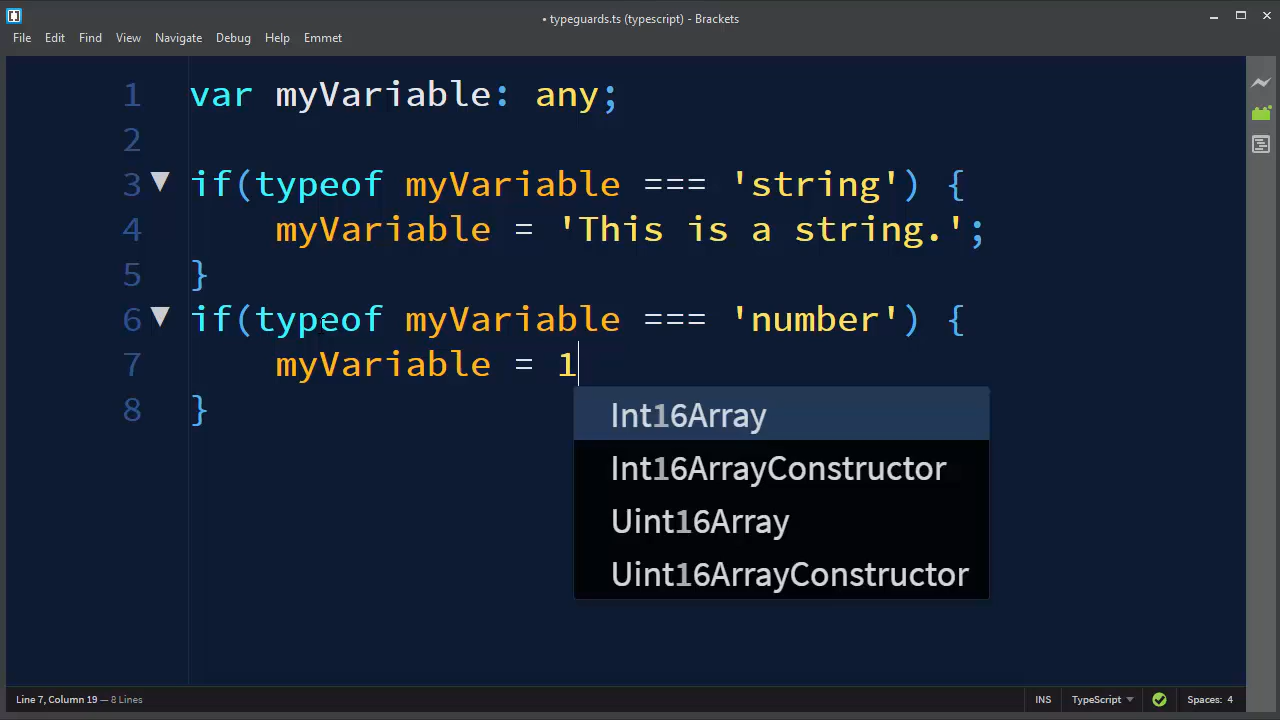 • typeguards.ts (typescript) - Brackets
File Edit Find View Navigate Debug Help Emmet
1 var myVariable: any;
2
3 if(typeof myVariable === 'string') {
4 myVariable = 'This is a string.';
5 }
6 if(typeof myVariable === 'number') {
7 myVariable = 1
8 }
Int16Array
Int16ArrayConstructor
Uint16Array
Uint16ArrayConstructor
Line 7, Column 19 — 8 Lines INS TypeScript Spaces: 4